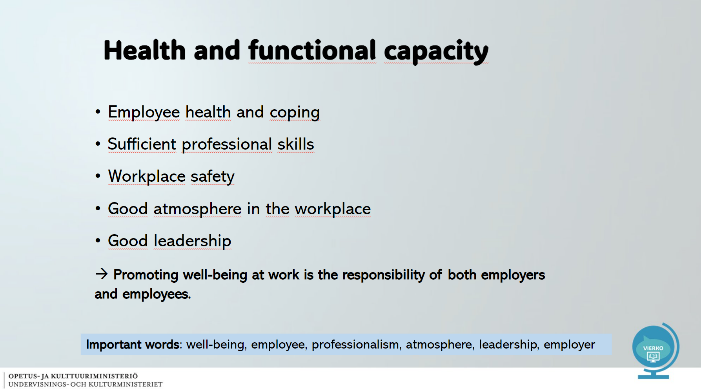 Health and functional capacity
• Employee health and coping
• Sufficient professional skills
• Workplace safety
• Good atmosphere in the workplace
• Good leadership
→ Promoting well-being at work is the responsibility of both employers
and employees.
Important words: well-being, employee, professionalism, atmosphere, leadership, employer
VIERKO
OPETUS- JA KULTTUURIMINISTERIÖ
UNDERVISNINGS- OCH KULTURMINISTERIET